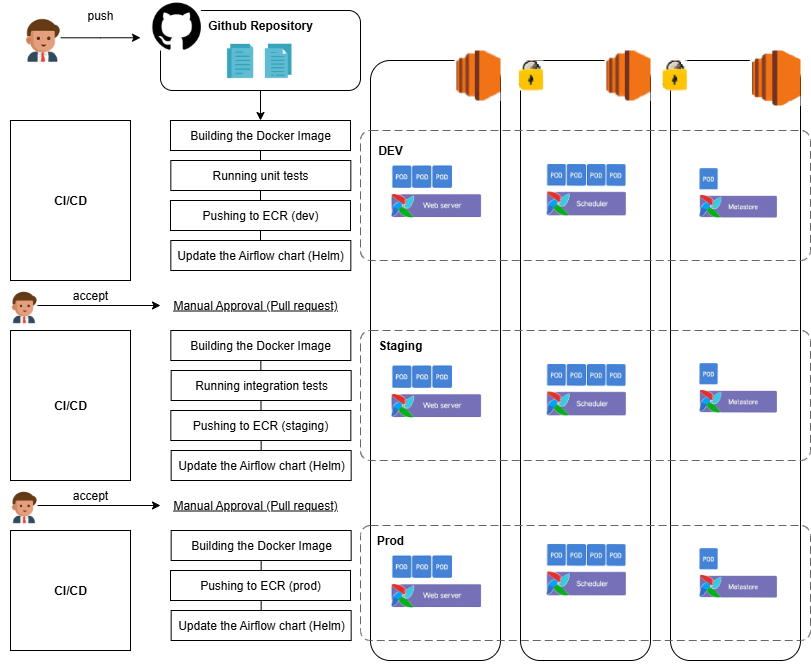 push
Github Repository
CI/CD
Building the Docker Image
Running unit tests
Pushing to ECR (dev)
Update the Airflow chart (Helm)
DEV
POD POD POD
Web server
POD POD POD POD
Scheduler
POD
Metastore
accept
Manual Approval (Pull request)
CI/CD
Building the Docker Image
Running integration tests
Pushing to ECR (staging)
Update the Airflow chart (Helm)
Staging
POD POD POD
Web server
POD POD POD POD
Scheduler
POD
Metastore
accept
Manual Approval (Pull request)
CI/CD
Building the Docker Image
Pushing to ECR (prod)
Update the Airflow chart (Helm)
Prod
POD POD POD
Web server
POD POD POD POD
Scheduler
POD
Metastore